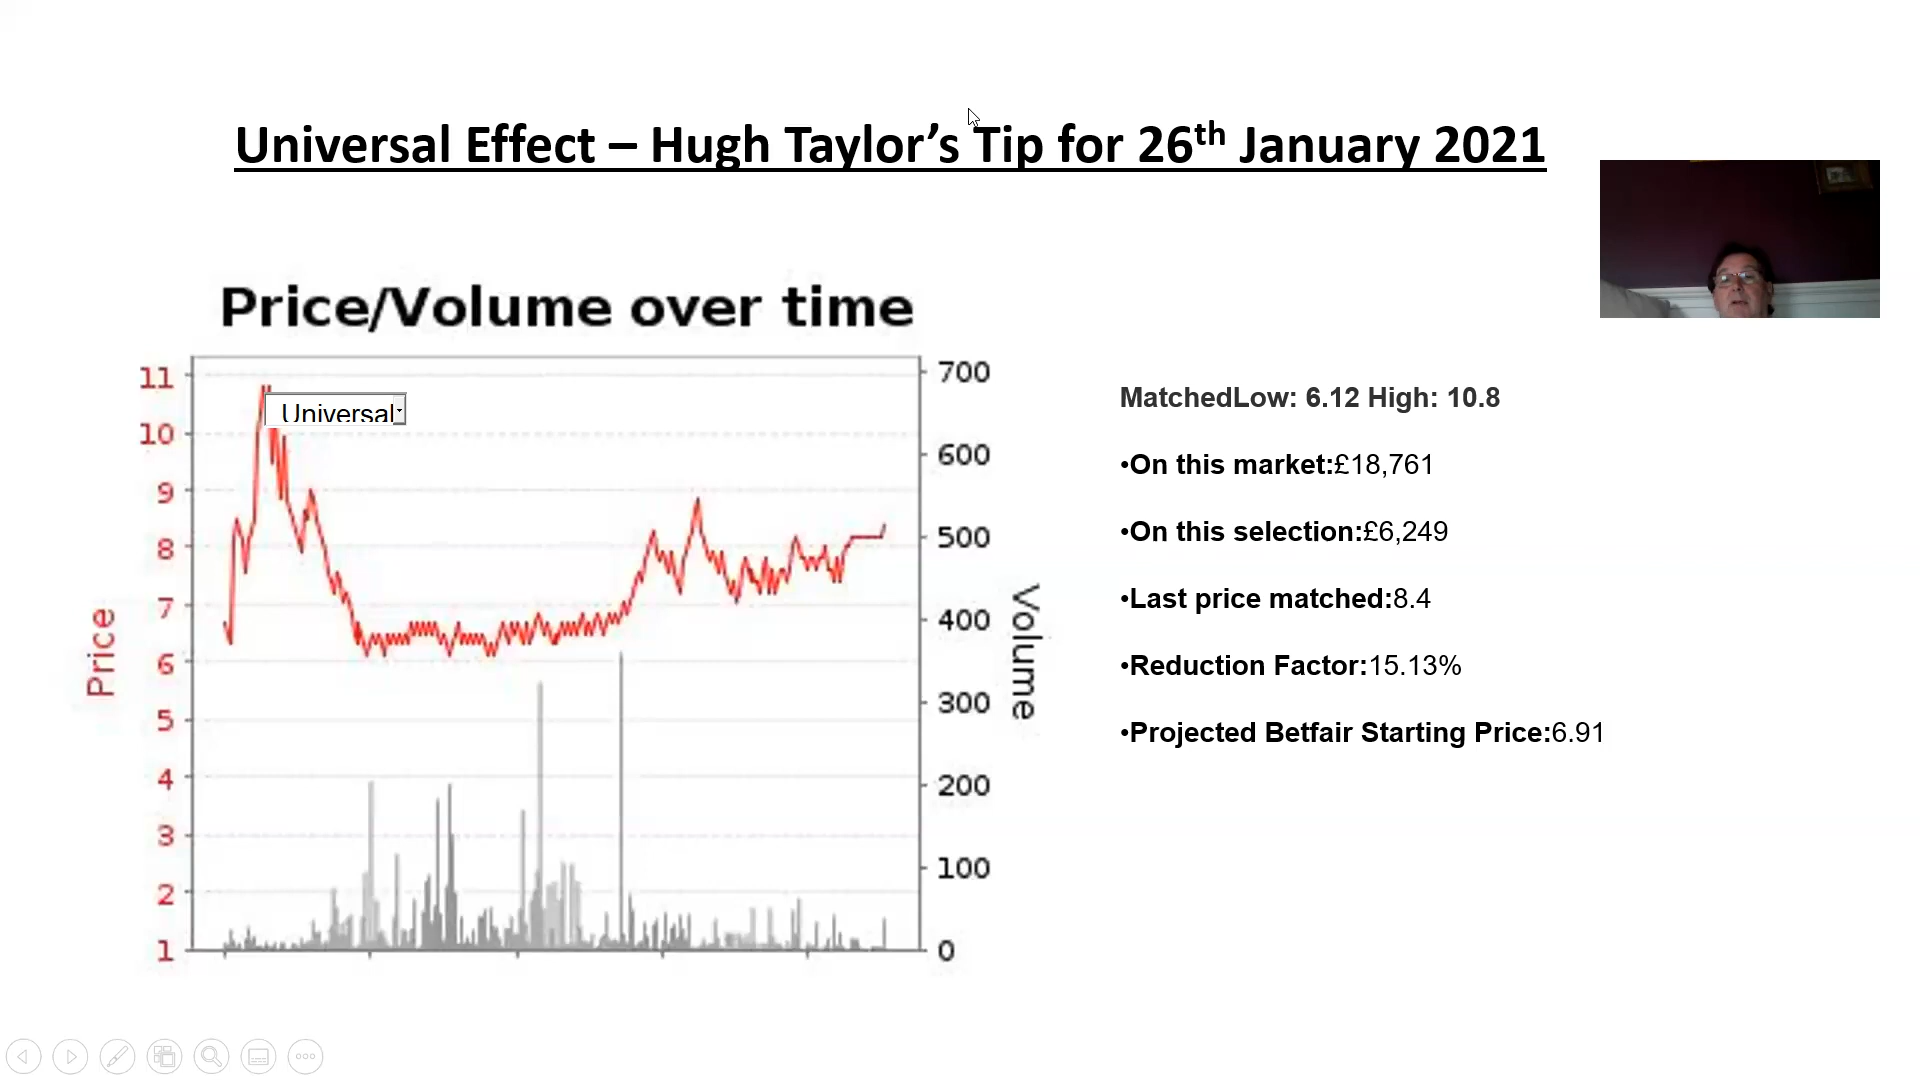 Universal Effect – Hugh Taylor’s Tip for 26th January 2021
Price/Volume over time
Universal
11
10
9
8
7
6
5
4
3
2
1
Price
700
600
500
400
300
200
100
0
Volume
MatchedLow: 6.12 High: 10.8
•On this market:£18,761
•On this selection:£6,249
•Last price matched:8.4
•Reduction Factor:15.13%
•Projected Betfair Starting Price:6.91